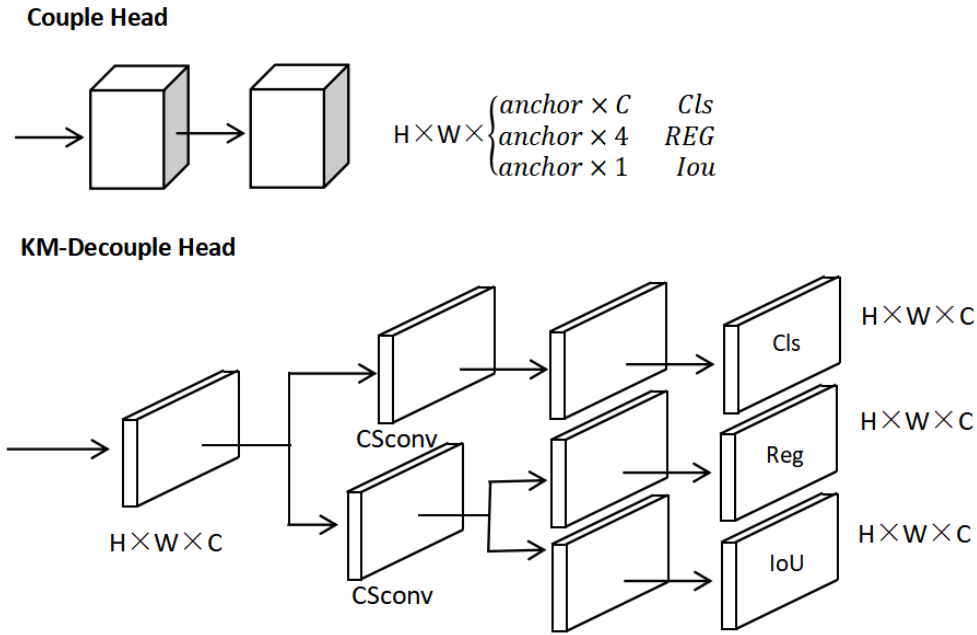 Couple Head
H×W× { anchor × C Cls
anchor × 4 REG
anchor × 1 Iou
KM-Decouple Head
H×W×C
Cls
CSconv
H×W×C
Reg
H×W×C
H×W×C
IoU
CSconv